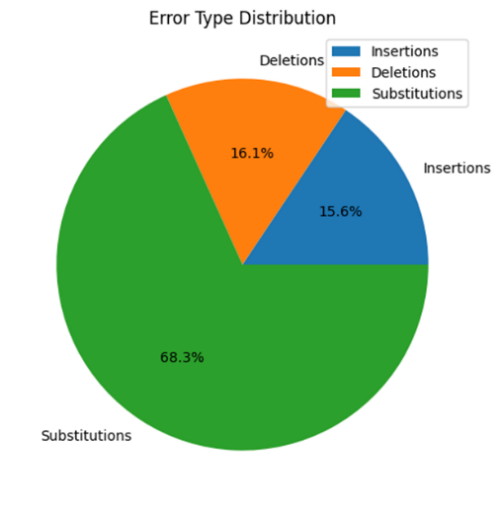 Error Type Distribution
Insertions
Deletions
Substitutions
Deletions
Insertions
16.1%
15.6%
68.3%
Substitutions